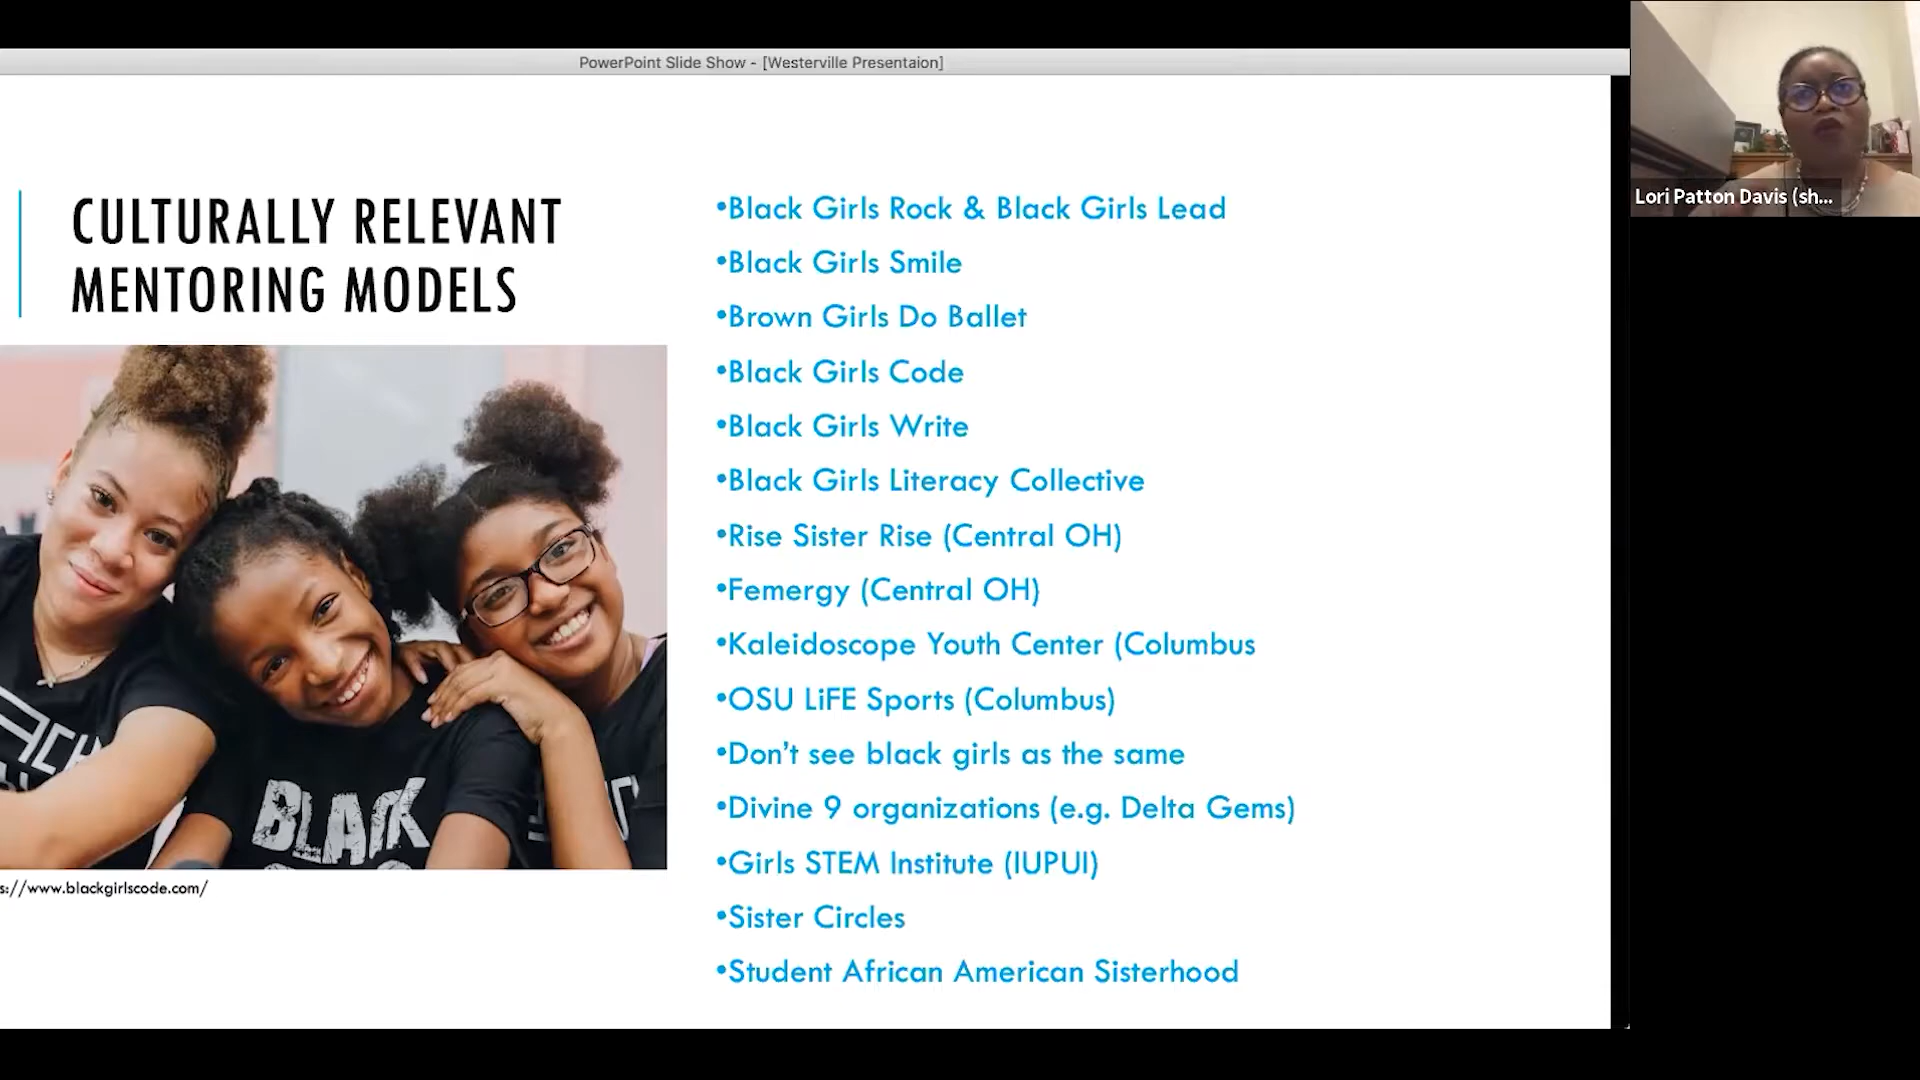 PowerPoint Slide Show - [Westerville Presentaion]
Lori Patton Davis (sh...
CULTURALLY RELEVANT
MENTORING MODELS
•Black Girls Rock & Black Girls Lead
•Black Girls Smile
•Brown Girls Do Ballet
•Black Girls Code
•Black Girls Write
•Black Girls Literacy Collective
•Rise Sister Rise (Central OH)
•Femergy (Central OH)
•Kaleidoscope Youth Center (Columbus
•OSU LiFE Sports (Columbus)
•Don't see black girls as the same
•Divine 9 organizations (e.g. Delta Gems)
•Girls STEM Institute (IUPUI)
•Sister Circles
•Student African American Sisterhood
BLACK
s://www.blackgirlscode.com/